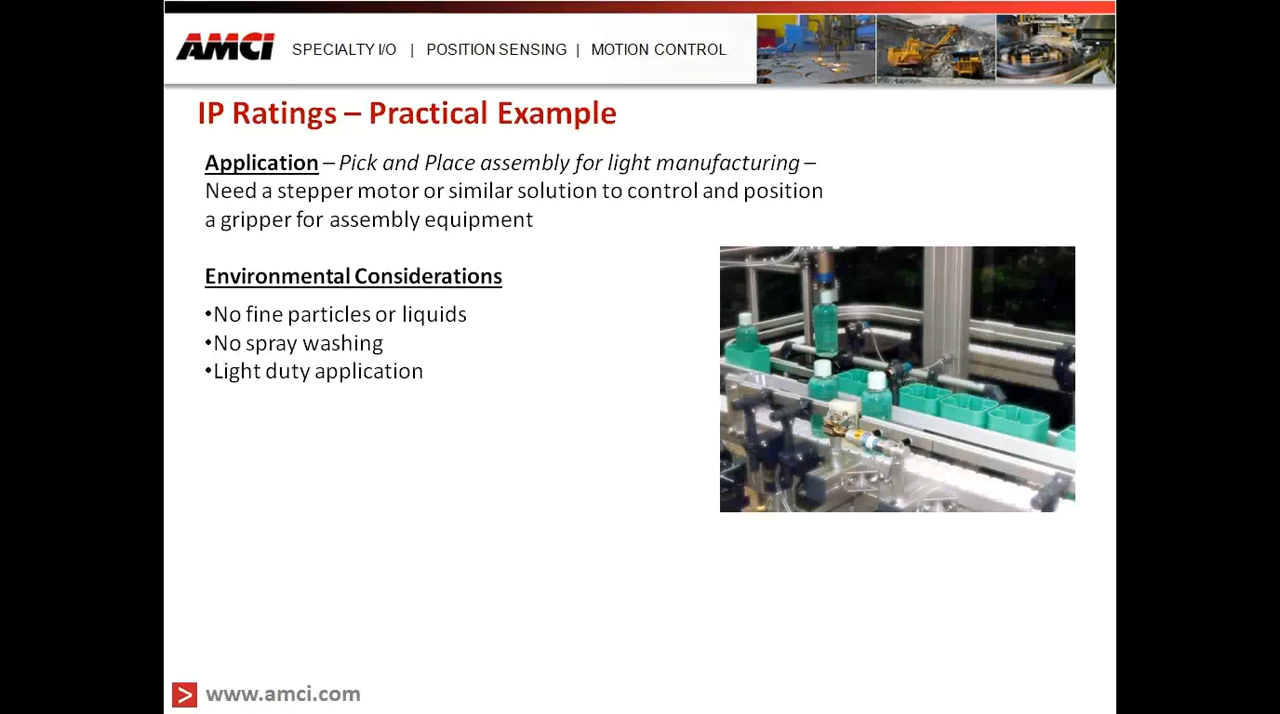 AMCI SPECIALTY I/O | POSITION SENSING | MOTION CONTROL
IP Ratings – Practical Example
Application – Pick and Place assembly for light manufacturing –
Need a stepper motor or similar solution to control and position
a gripper for assembly equipment
Environmental Considerations
•No fine particles or liquids
•No spray washing
•Light duty application
> www.amci.com